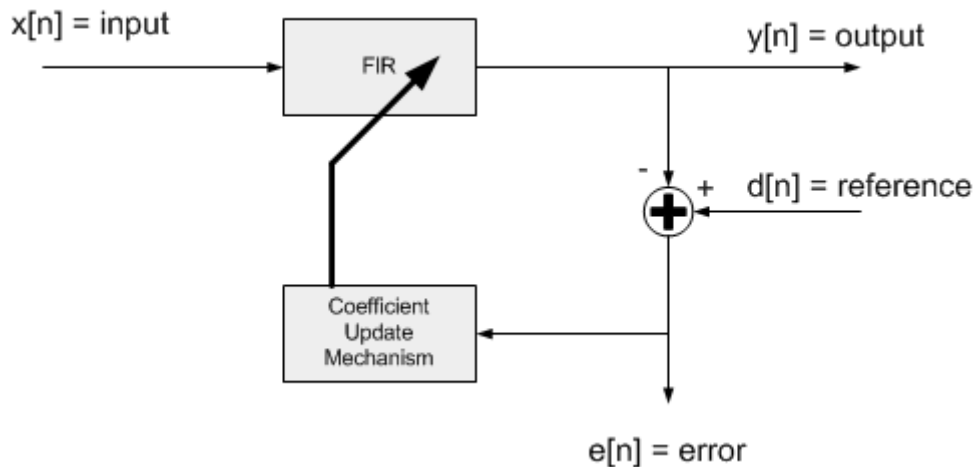 x[n] = input
FIR
y[n] = output
-
+
d[n] = reference
Coefficient
Update
Mechanism
e[n] = error